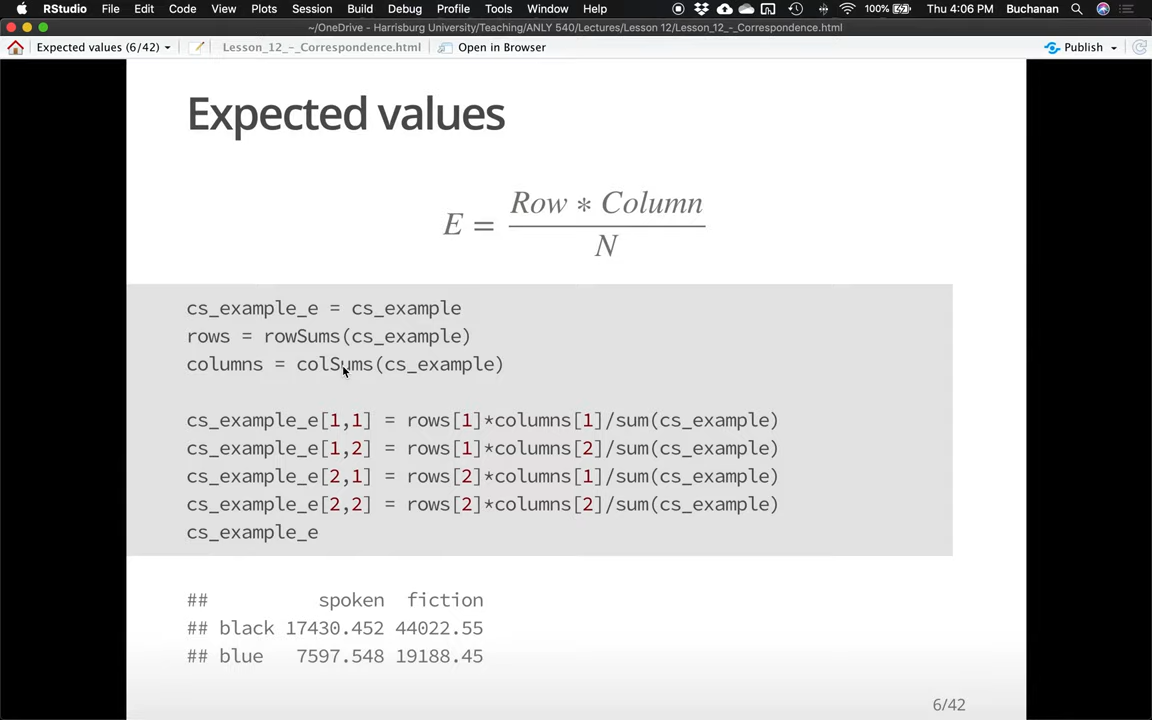 RStudio File Edit Code View Plots Session Build Debug Profile Tools Window Help 100% Thu 4:06 PM Buchanan
~/OneDrive - Harrisburg University/Teaching/ANLY 540/Lectures/Lesson 12/Lesson_12_-_Correspondence.html
Expected values (6/42) Lesson_12_-_Correspondence.html Open in Browser Publish
Expected values
E = Row * Column / N
cs_example_e = cs_example
rows = rowSums(cs_example)
columns = colSums(cs_example)
cs_example_e[1,1] = rows[1]*columns[1]/sum(cs_example)
cs_example_e[1,2] = rows[1]*columns[2]/sum(cs_example)
cs_example_e[2,1] = rows[2]*columns[1]/sum(cs_example)
cs_example_e[2,2] = rows[2]*columns[2]/sum(cs_example)
cs_example_e
## spoken fiction
## black 17430.452 44022.55
## blue 7597.548 19188.45
6/42